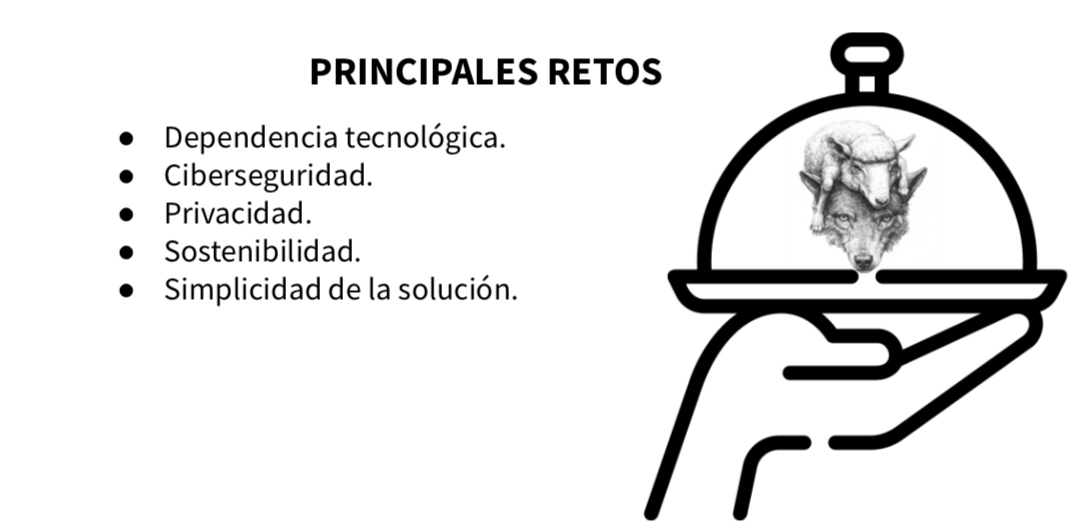 PRINCIPALES RETOS
● Dependencia tecnológica.
● Ciberseguridad.
● Privacidad.
● Sostenibilidad.
● Simplicidad de la solución.